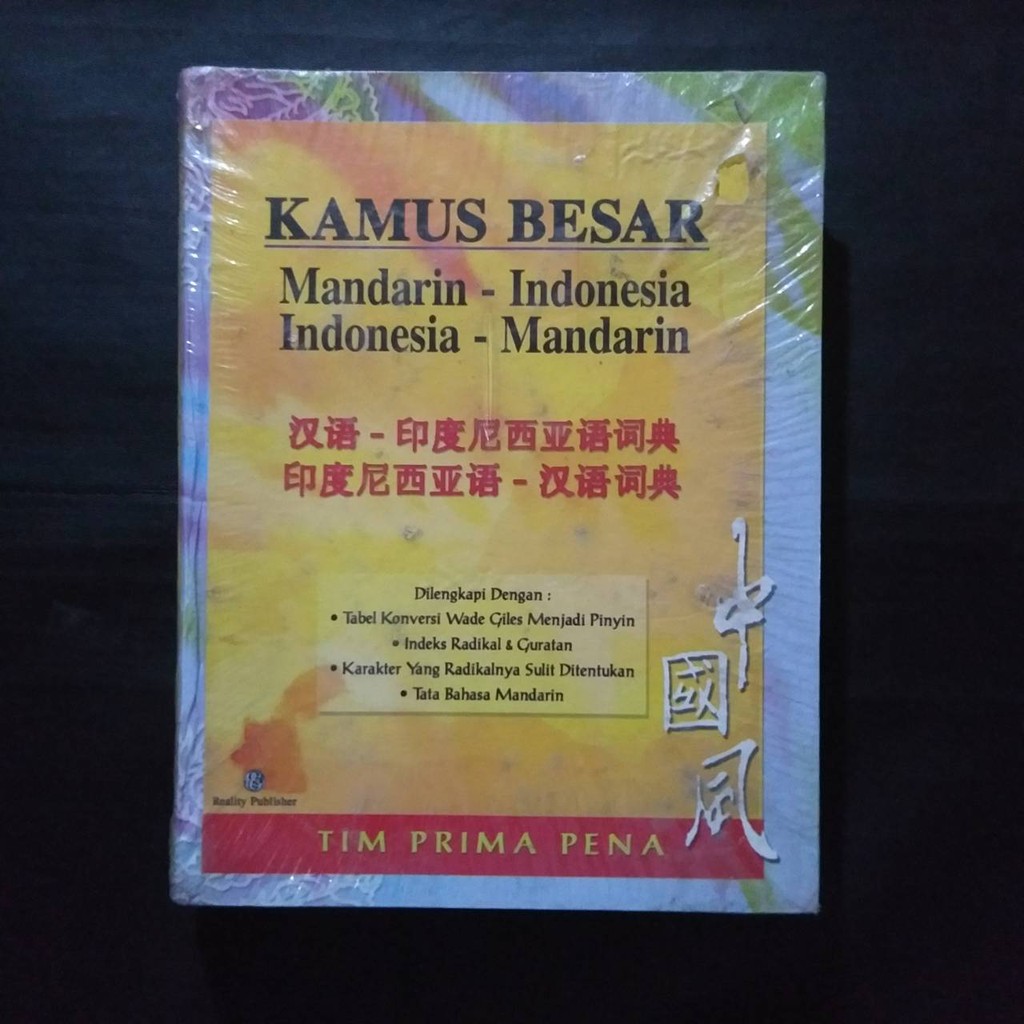 KAMUS BESAR
Mandarin - Indonesia
Indonesia - Mandarin
汉语 - 印度尼西亚语词典
印度尼西亚语 - 汉语词典
Dilengkapi Dengan :
• Tabel Konversi Wade Giles Menjadi Pinyin
• Indeks Radikal & Guratan
• Karakter Yang Radikalnya Sulit Ditentukan
• Tata Bahasa Mandarin
中
國
风
Reality Publisher
TIM PRIMA PENA